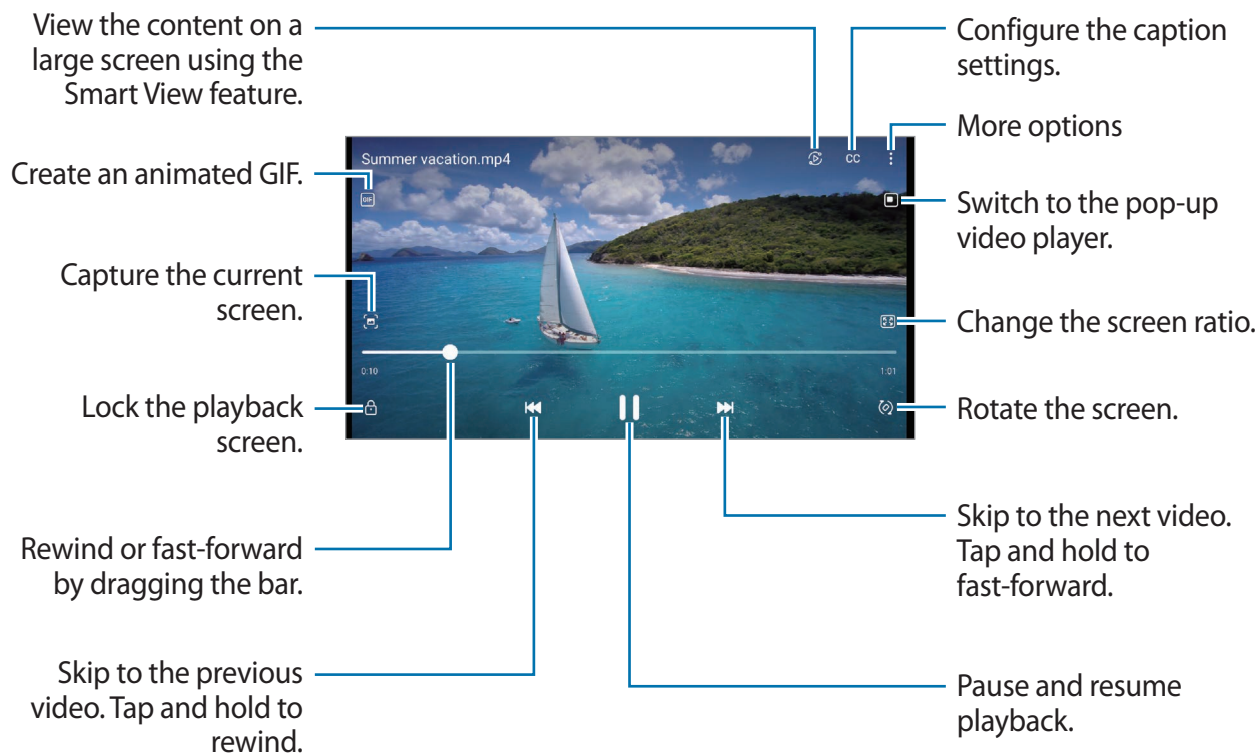 View the content on a
large screen using the
Smart View feature.
Configure the caption
settings.
More options
Summer vacation.mp4
CC
Create an animated GIF.
GIF
Switch to the pop-up
video player.
Capture the current
screen.
Change the screen ratio.
0:10
1:01
Lock the playback
screen.
Rotate the screen.
Rewind or fast-forward
by dragging the bar.
Skip to the next video.
Tap and hold to
fast-forward.
Skip to the previous
video. Tap and hold to
rewind.
Pause and resume
playback.